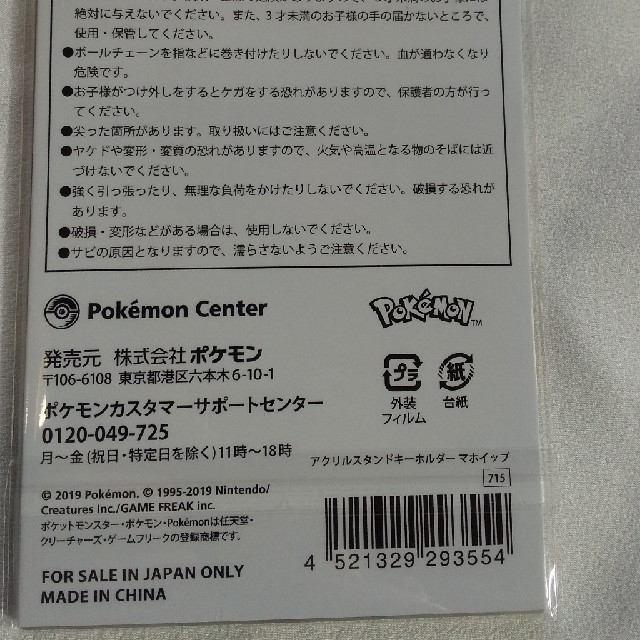 絶対に与えないでください。また、3才未満のお子様の手の届かないところで、
使用・保管してください。
●ボールチェーンを指などに巻き付けたりしないでください。血が通わなくなり
危険です。
●お子様がつけ外しをするとケガをする恐れがありますので、保護者の方が行っ
てください。
●尖った箇所があります。取り扱いにはご注意ください。
●ヤケドや変形・変質の恐れがありますので、火気や高温となる物のそばには近
づけないでください。
●強く引っ張ったり、無理な負荷をかけたりしないでください。破損する恐れが
あります。
●破損・変形などがある場合は、使用しないでください。
●サビの原因となりますので、濡らさないようご注意ください。
Pokémon Center
POKéMON™
発売元 株式会社ポケモン
〒106-6108 東京都港区六本木6-10-1
プラ
外装
フィルム
紙
台紙
ポケモンカスタマーサポートセンター
0120-049-725
月～金(祝日・特定日を除く)11時～18時
アクリルスタンドキーホルダー マホイップ
715
© 2019 Pokémon. © 1995-2019 Nintendo/
Creatures Inc./GAME FREAK inc.
ポケットモンスター・ポケモン・Pokémonは任天堂・
クリーチャーズ・ゲームフリークの登録商標です。
4 521329 293554
FOR SALE IN JAPAN ONLY
MADE IN CHINA